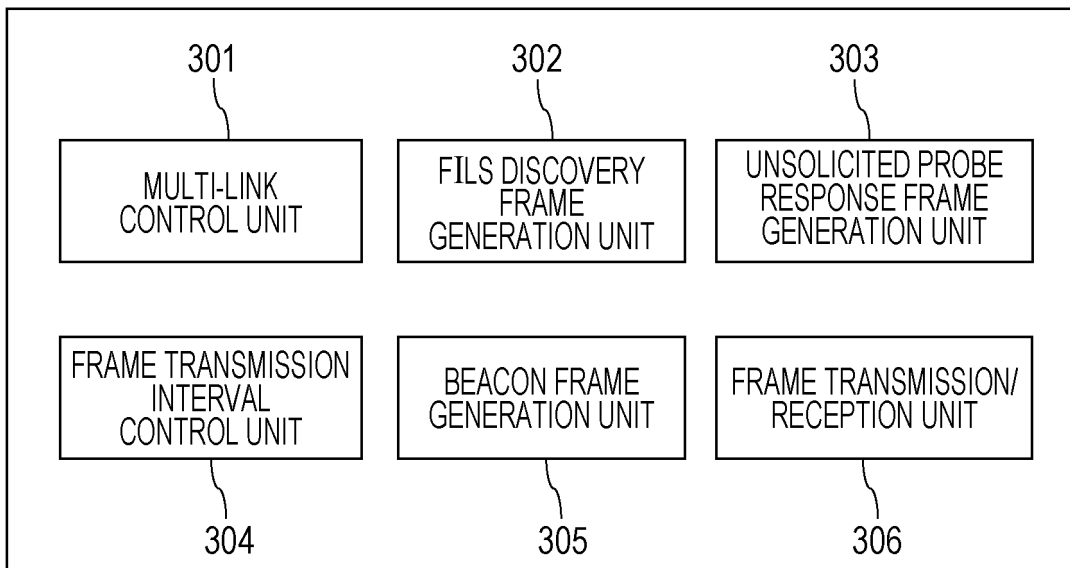 301
302
303
MULTI-LINK
CONTROL UNIT
FILS DISCOVERY
FRAME
GENERATION UNIT
UNSOLICITED PROBE
RESPONSE FRAME
GENERATION UNIT
FRAME TRANSMISSION
INTERVAL
CONTROL UNIT
BEACON FRAME
GENERATION UNIT
FRAME TRANSMISSION/
RECEPTION UNIT
304
305
306